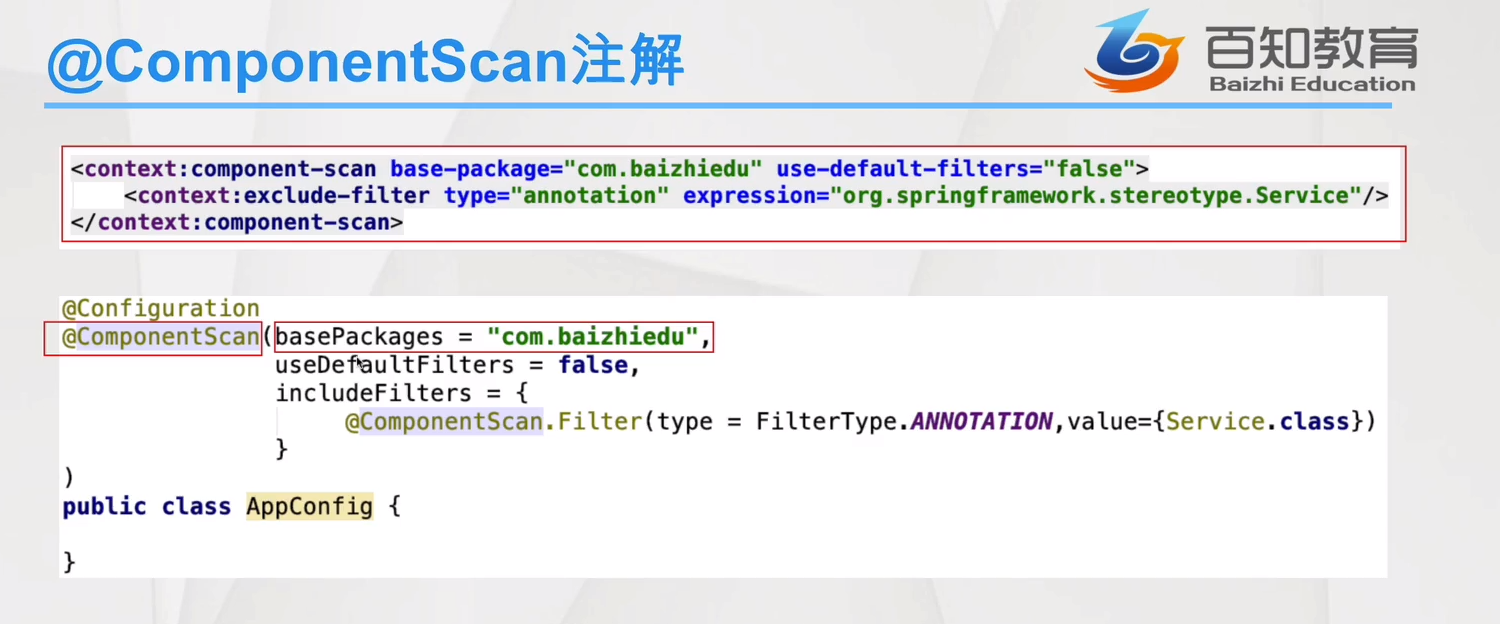 @ComponentScan注解
百知教育
Baizhi Education
<context:component-scan base-package="com.baizhiedu" use-default-filters="false">
<context:exclude-filter type="annotation" expression="org.springframework.stereotype.Service"/>
</context:component-scan>
@Configuration
@ComponentScan(basePackages = "com.baizhiedu",
useDefaultFilters = false,
includeFilters = {
@ComponentScan.Filter(type = FilterType.ANNOTATION,value={Service.class})
}
)
public class AppConfig {
}